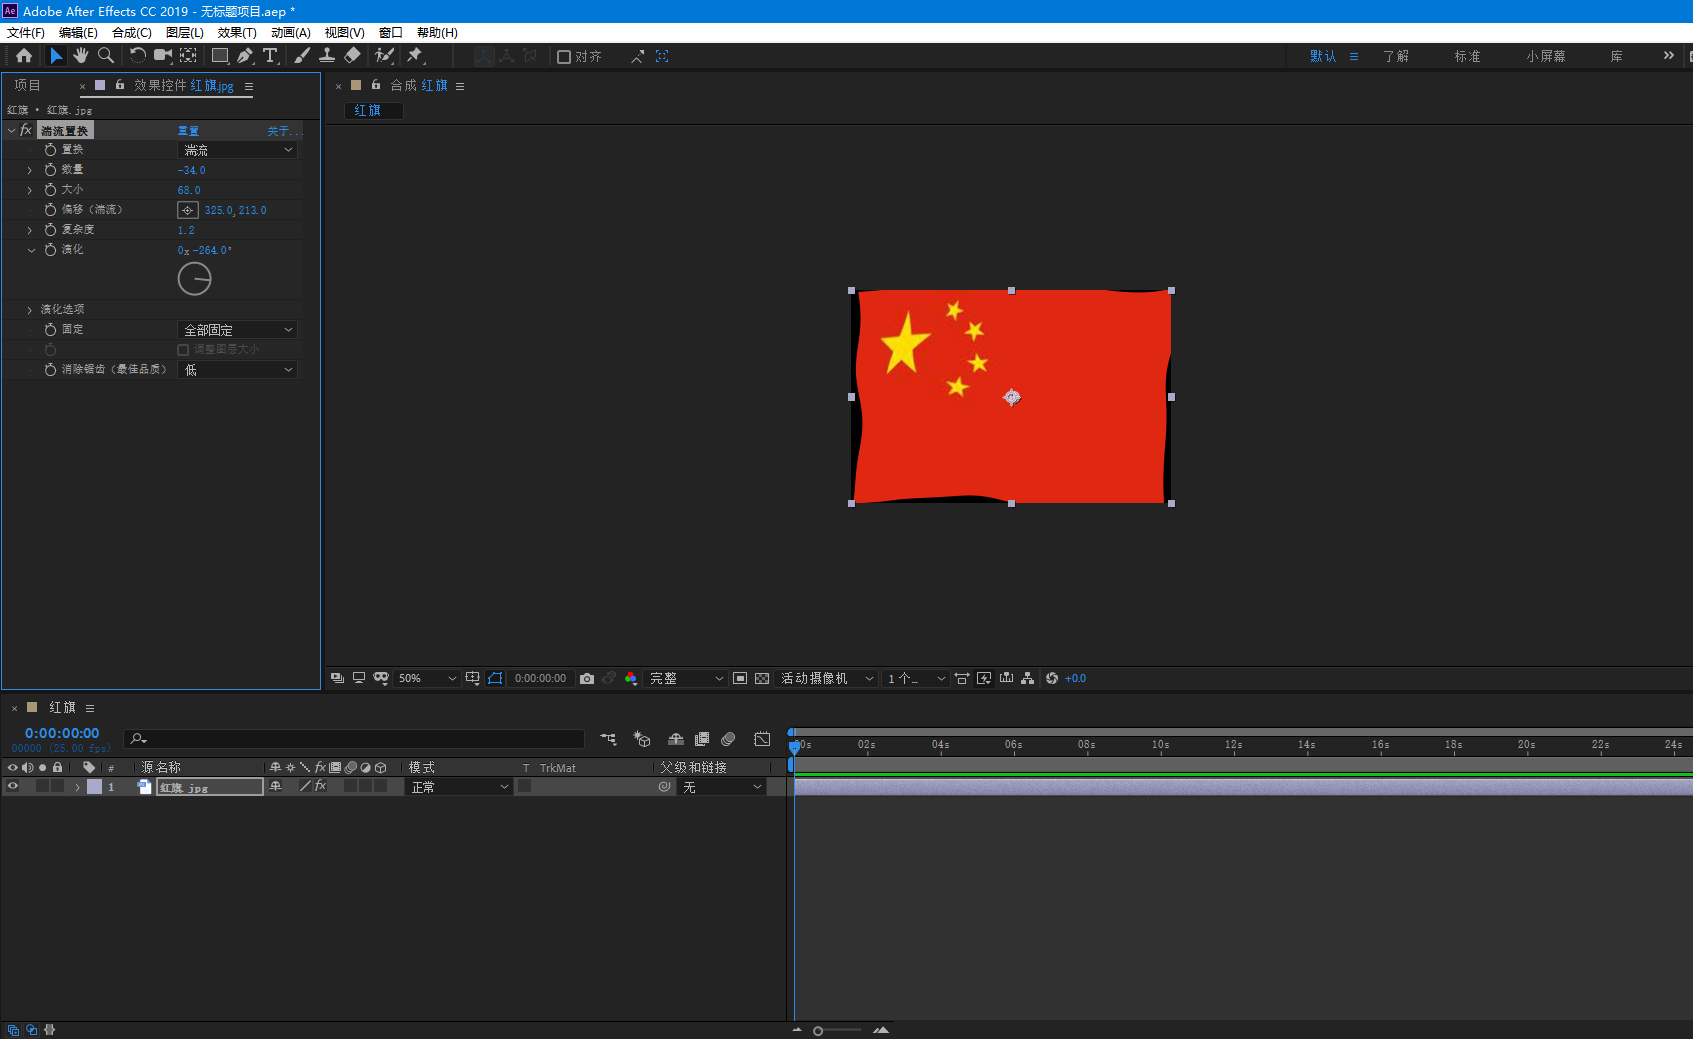 Ae Adobe After Effects CC 2019 - 无标题项目.aep *
文件(F) 编辑(E) 合成(C) 图层(L) 效果(T) 动画(A) 视图(V) 窗口 帮助(H)
对齐 默认 了解 标准 小屏幕 库
项目 × 效果控件 红旗.jpg
× 合成 红旗
红旗 • 红旗.jpg
红旗
fx 湍流置换 重置 关于...
置换 湍流
数量 -34.0
大小 68.0
偏移（湍流） 325.0,213.0
复杂度 1.2
演化 0x-264.0°
演化选项
固定 全部固定
调整图层大小
消除锯齿（最佳品质） 低
50% 0:00:00:00 完整 活动摄像机 1个... +0.0
× 红旗
0:00:00:00
00000 (25.00 fps)
00s 02s 04s 06s 08s 10s 12s 14s 16s 18s 20s 22s 24s
# 源名称 fx 模式 T TrkMat 父级和链接
1 红旗.jpg fx 正常 无